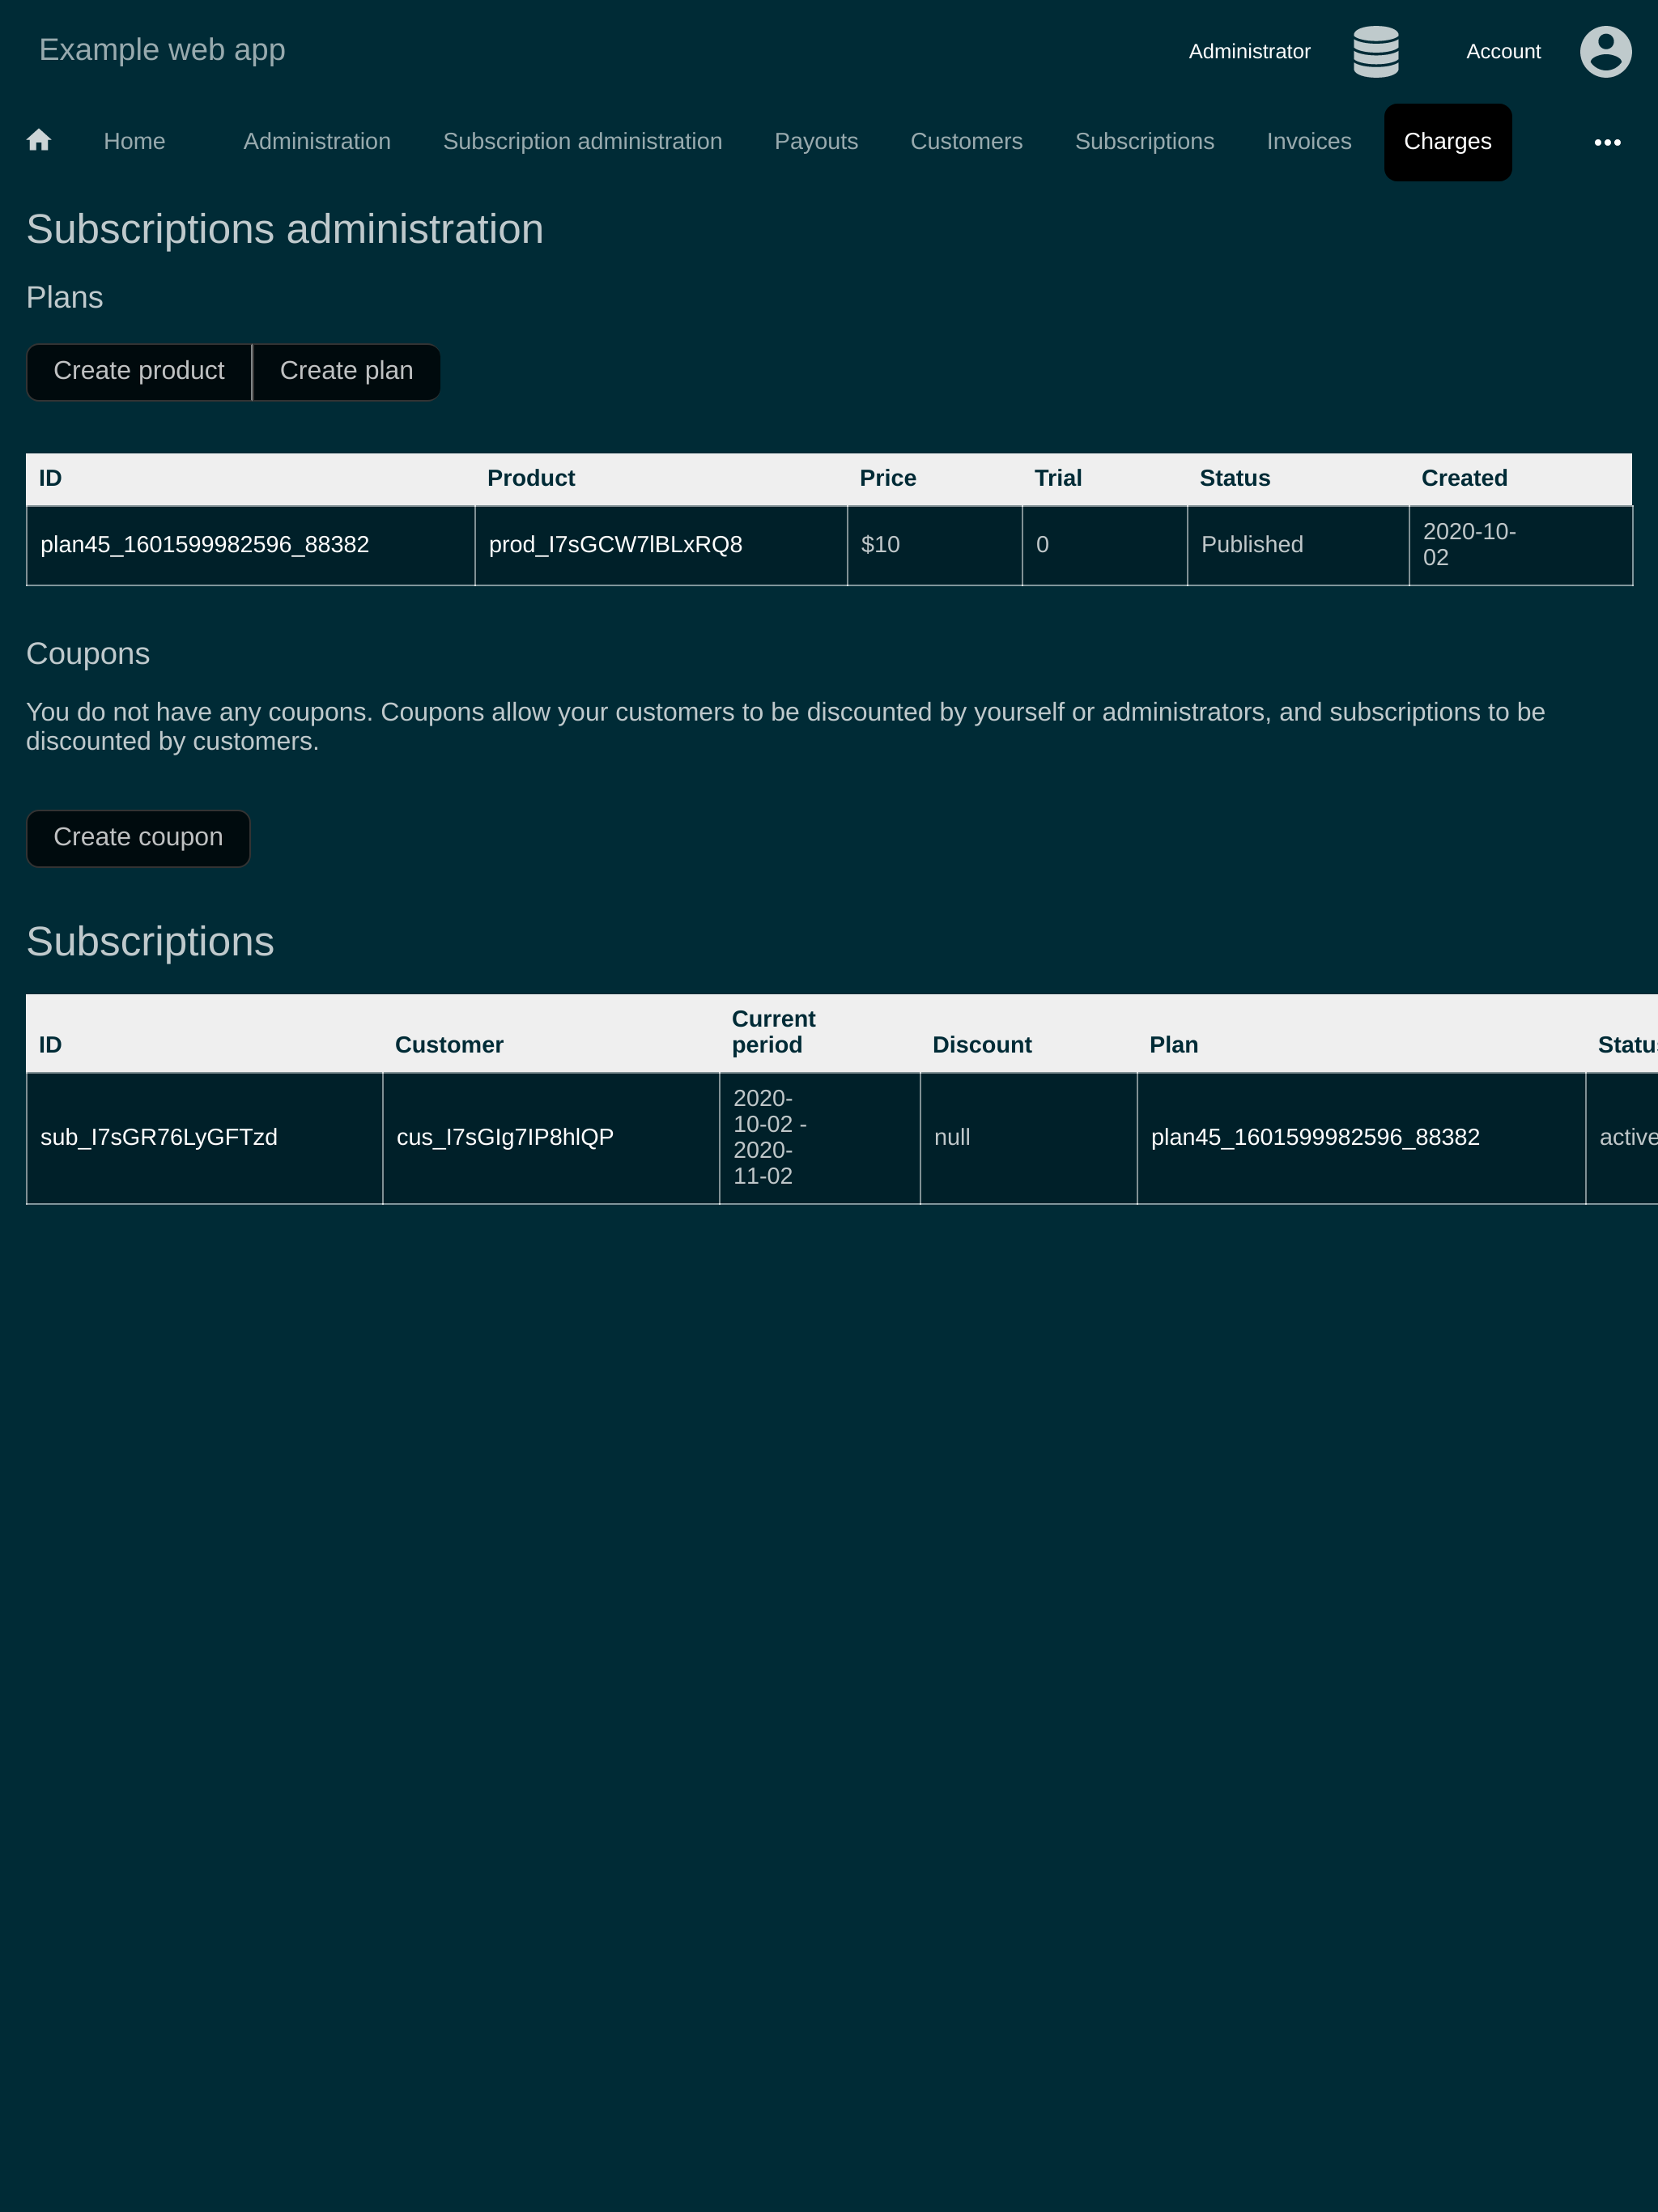 Example web app
Administrator
Account
Home Administration Subscription administration Payouts Customers Subscriptions Invoices Charges
Subscriptions administration
Plans
Create product Create plan
ID Product Price Trial Status Created
plan45_1601599982596_88382 prod_I7sGCW7lBLxRQ8 $10 0 Published 2020-10-
02
Coupons
You do not have any coupons. Coupons allow your customers to be discounted by yourself or administrators, and subscriptions to be
discounted by customers.
Create coupon
Subscriptions
ID Customer Current
period Discount Plan Statu
sub_I7sGR76LyGFTzd cus_I7sGIg7IP8hlQP 2020-
10-02 -
2020-
11-02 null plan45_1601599982596_88382 active